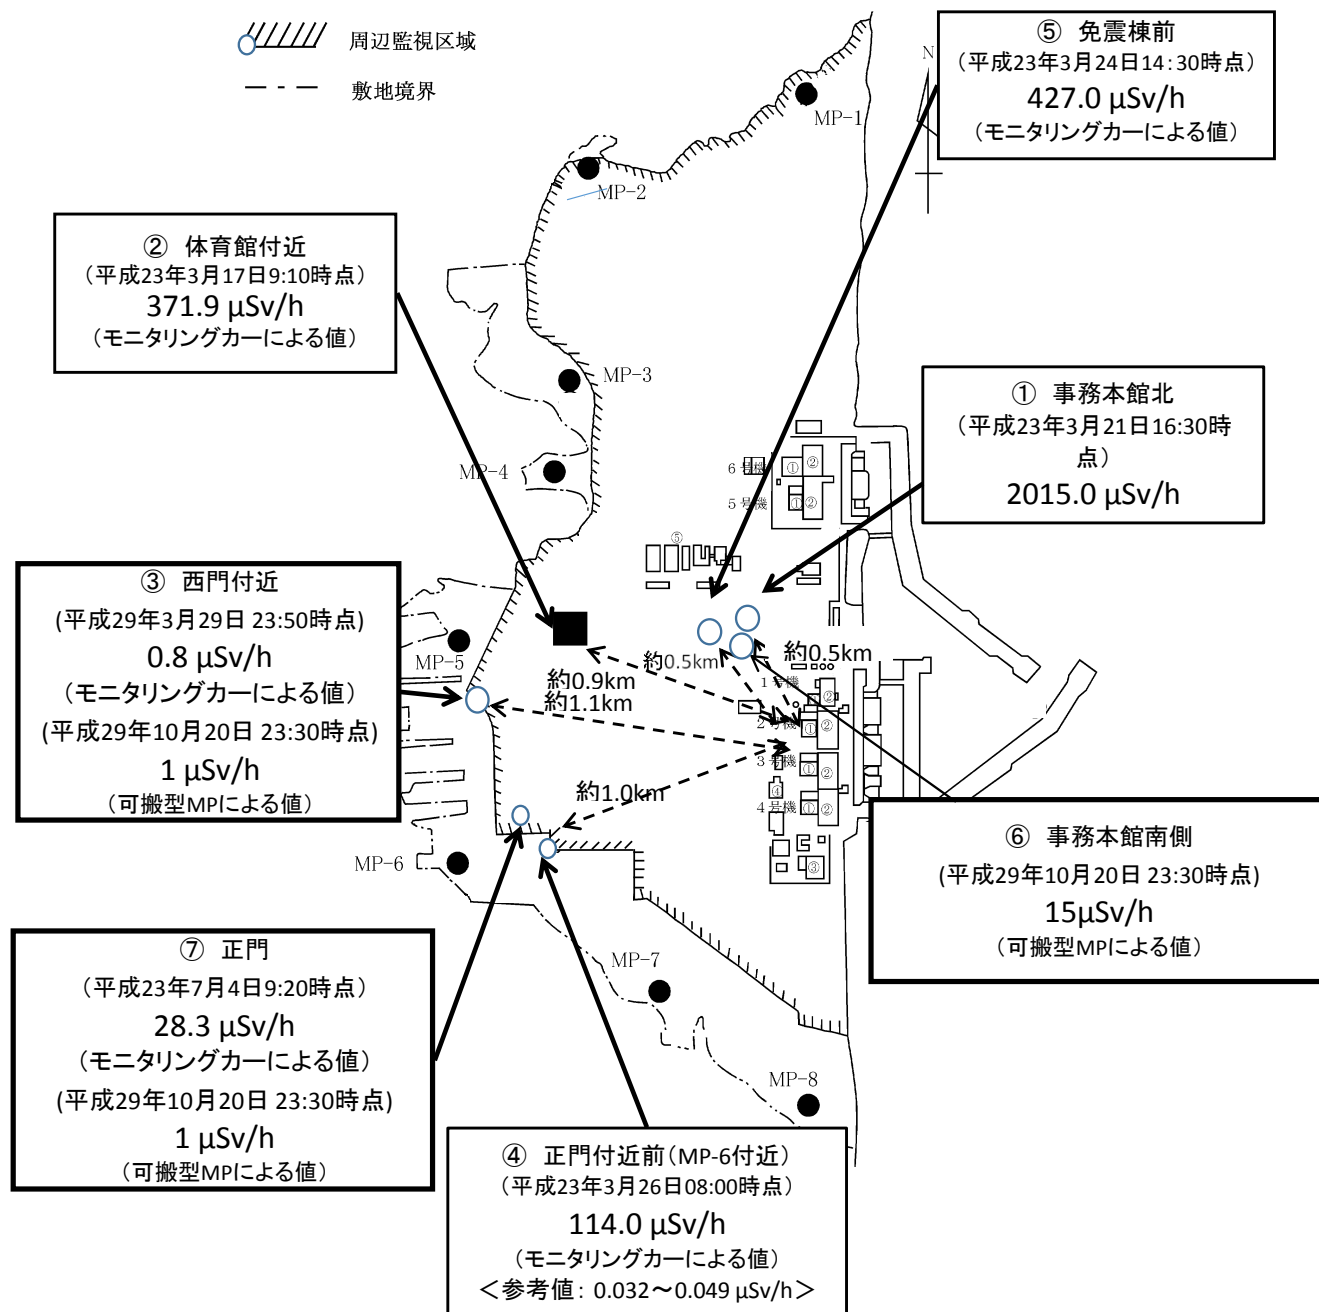 周辺監視区域
敷地境界
⑤ 免震棟前
(平成23年3月24日14:30時点)
427.0 μSv/h
(モニタリングカーによる値)
N
MP-1
MP-2
② 体育館付近
(平成23年3月17日9:10時点)
371.9 μSv/h
(モニタリングカーによる値)
MP-3
① 事務本館北
(平成23年3月21日16:30時
点)
2015.0 μSv/h
MP-4
6号機
① ②
5号機
① ②
⑤
③ 西門付近
(平成29年3月29日 23:50時点)
0.8 μSv/h
(モニタリングカーによる値)
(平成29年10月20日 23:30時点)
1 μSv/h
(可搬型MPによる値)
MP-5
約0.5km
約0.5km
約0.9km
約1.1km
1号機
②
2号機
① ②
3号機
① ②
④
4号機
① ②
③
約1.0km
MP-6
⑥ 事務本館南側
(平成29年10月20日 23:30時点)
15μSv/h
(可搬型MPによる値)
⑦ 正門
(平成23年7月4日9:20時点)
28.3 μSv/h
(モニタリングカーによる値)
(平成29年10月20日 23:30時点)
1 μSv/h
(可搬型MPによる値)
MP-7
MP-8
④ 正門付近前(MP-6付近)
(平成23年3月26日08:00時点)
114.0 μSv/h
(モニタリングカーによる値)
<参考値: 0.032～0.049 μSv/h>